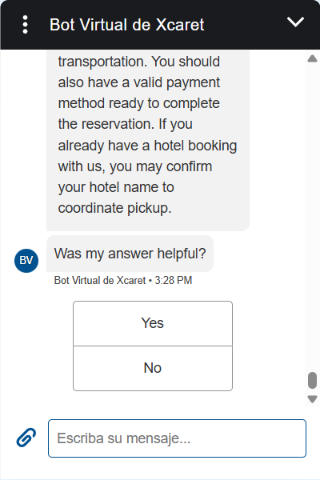 Bot Virtual de Xcaret
transportation. You should
also have a valid payment
method ready to complete
the reservation. If you
already have a hotel booking
with us, you may confirm
your hotel name to
coordinate pickup.
Was my answer helpful?
BV
Bot Virtual de Xcaret • 3:28 PM
Yes
No
Escriba su mensaje...